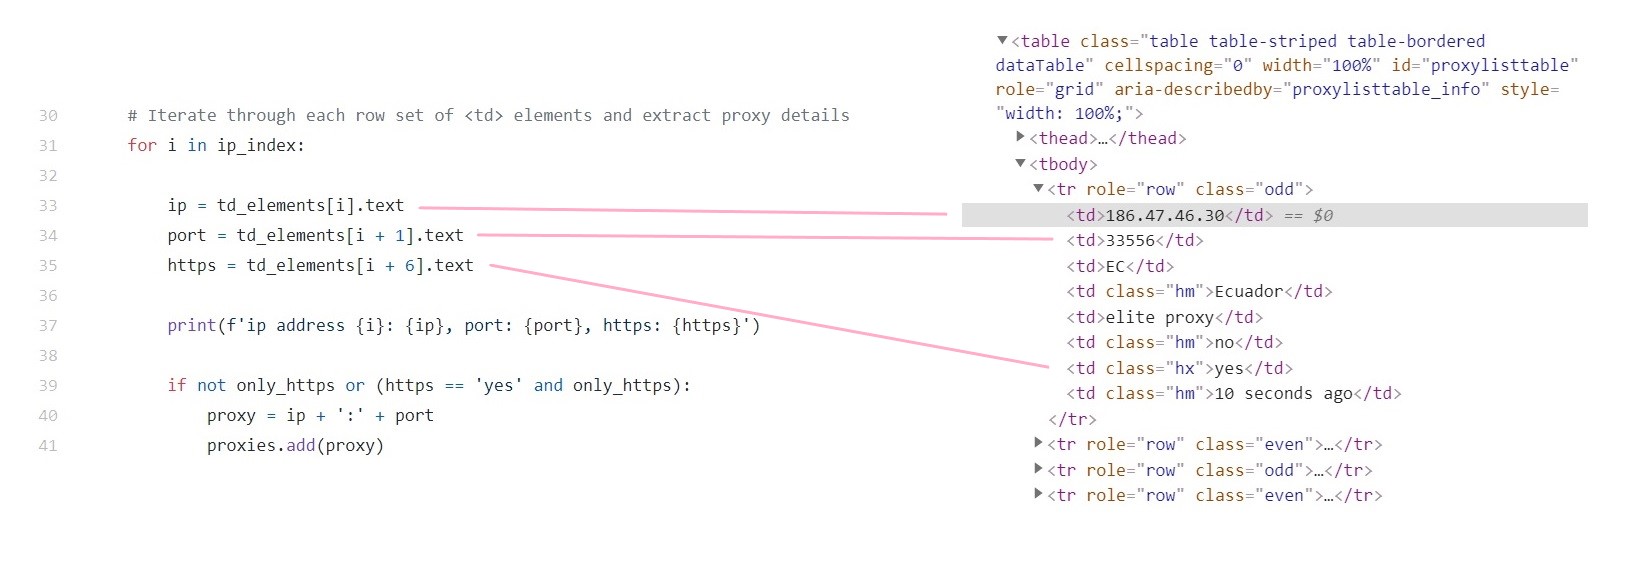 30 # Iterate through each row set of <td> elements and extract proxy details
31 for i in ip_index:
32
33 ip = td_elements[i].text
34 port = td_elements[i + 1].text
35 https = td_elements[i + 6].text
36
37 print(f'ip address {i}: {ip}, port: {port}, https: {https}')
38
39 if not only_https or (https == 'yes' and only_https):
40 proxy = ip + ':' + port
41 proxies.add(proxy)
▼<table class="table table-striped table-bordered
dataTable" cellspacing="0" width="100%" id="proxylisttable"
role="grid" aria-describedby="proxylisttable_info" style=
"width: 100%;">
▶<thead>…</thead>
▼<tbody>
▼<tr role="row" class="odd">
<td>186.47.46.30</td> == $0
<td>33556</td>
<td>EC</td>
<td class="hm">Ecuador</td>
<td>elite proxy</td>
<td class="hm">no</td>
<td class="hx">yes</td>
<td class="hm">10 seconds ago</td>
</tr>
▶<tr role="row" class="even">…</tr>
▶<tr role="row" class="odd">…</tr>
▶<tr role="row" class="even">…</tr>